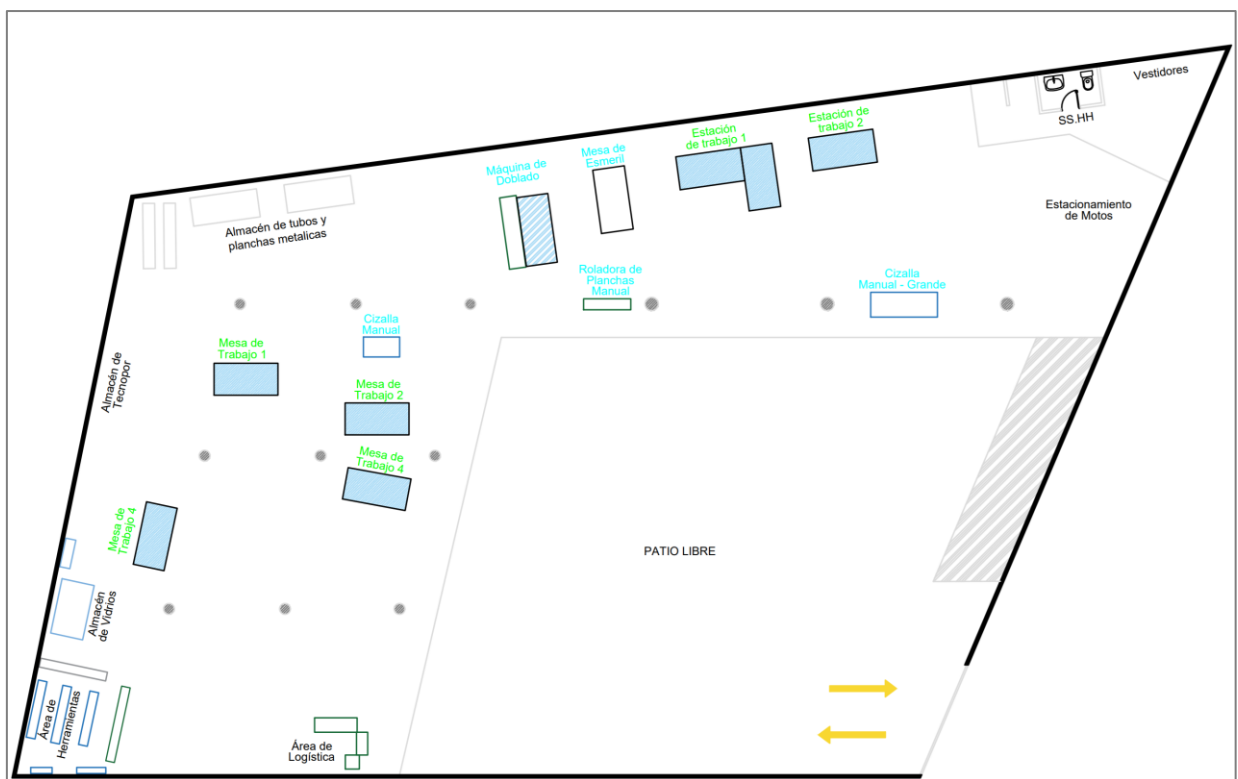 Vestidores
SS.HH
Estación de
trabajo 2
Estación
de trabajo 1
Mesa de
Esmeril
Máquina de
Doblado
Estacionamiento
de Motos
Almacén de tubos y
planchas metalicas
Roladora de
Planchas
Manual
Cizalla
Manual - Grande
Cizalla
Manual
Mesa de
Trabajo 1
Almacén de
Tecnopor
Mesa de
Trabajo 2
Mesa de
Trabajo 4
Mesa de
Trabajo 4
PATIO LIBRE
Almacén
de Vidrios
Área de
Herramientas
Área de
Logística